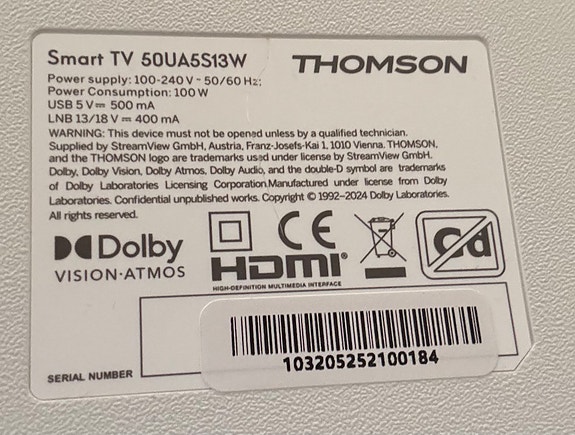 Smart TV 50UA5S13W
THOMSON
Power supply: 100-240 V ~ 50/60 Hz;
Power Consumption: 100 W
USB 5 V⎓ 500 mA
LNB 13/18 V⎓ 400 mA
WARNING: This device must not be opened unless by a qualified technician.
Supplied by StreamView GmbH, Austria, Franz-Josefs-Kai 1, 1010 Vienna. THOMSON,
and the THOMSON logo are trademarks used under license by StreamView GmbH.
Dolby, Dolby Vision, Dolby Atmos, Dolby Audio, and the double-D symbol are trademarks
of Dolby Laboratories Licensing Corporation.Manufactured under license from Dolby
Laboratories. Confidential unpublished works. Copyright © 1992-2024 Dolby Laboratories.
All rights reserved.
Dolby
VISION·ATMOS
CE
HDMI®
HIGH-DEFINITION MULTIMEDIA INTERFACE
Cd
SERIAL NUMBER
103205252100184